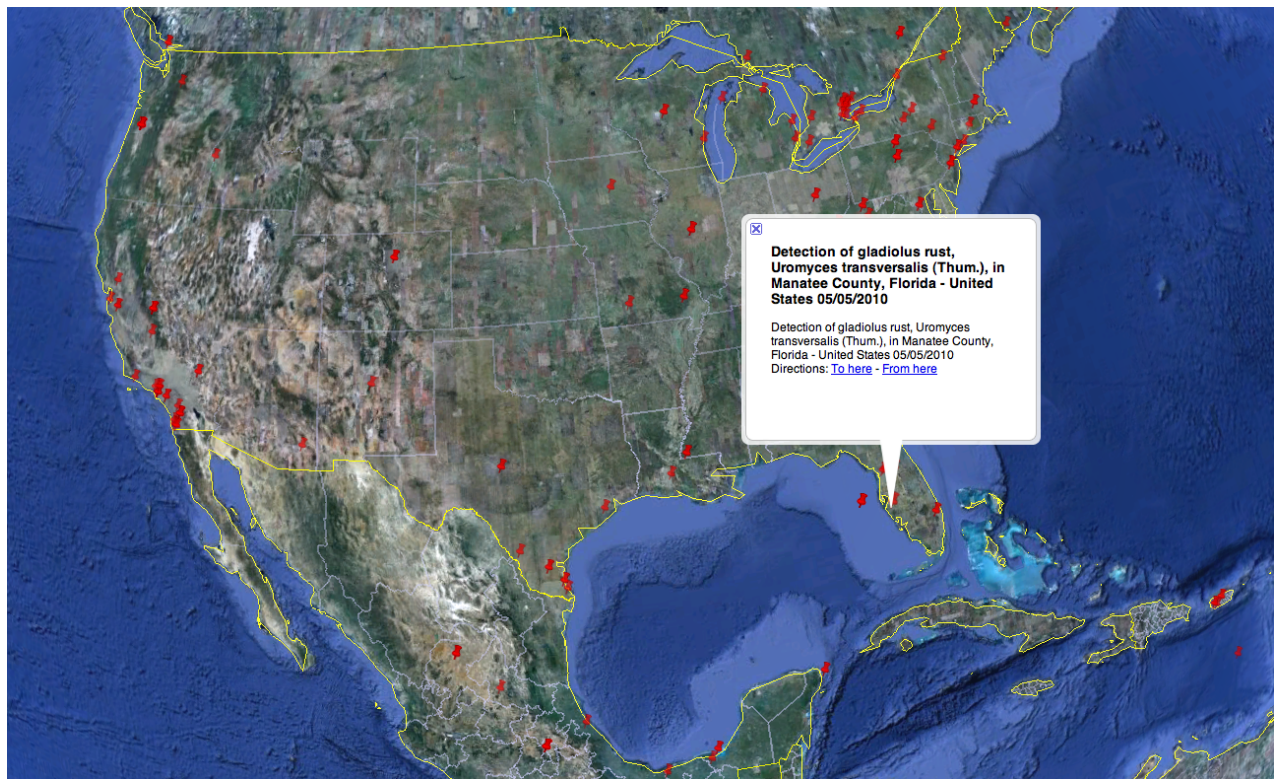 Detection of gladiolus rust,
Uromyces transversalis (Thum.), in
Manatee County, Florida - United
States 05/05/2010
Detection of gladiolus rust, Uromyces
transversalis (Thum.), in Manatee County,
Florida - United States 05/05/2010
Directions: To here - From here